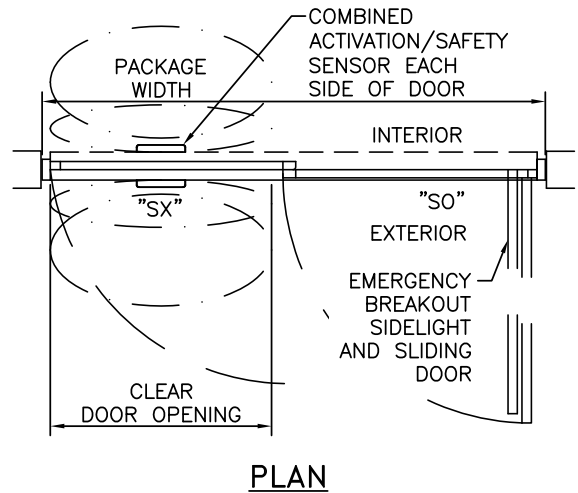 COMBINED
ACTIVATION/SAFETY
SENSOR EACH
SIDE OF DOOR
PACKAGE
WIDTH
INTERIOR
"SX"
"SO"
EXTERIOR
EMERGENCY
BREAKOUT
SIDELIGHT
AND SLIDING
DOOR
CLEAR
DOOR OPENING
PLAN